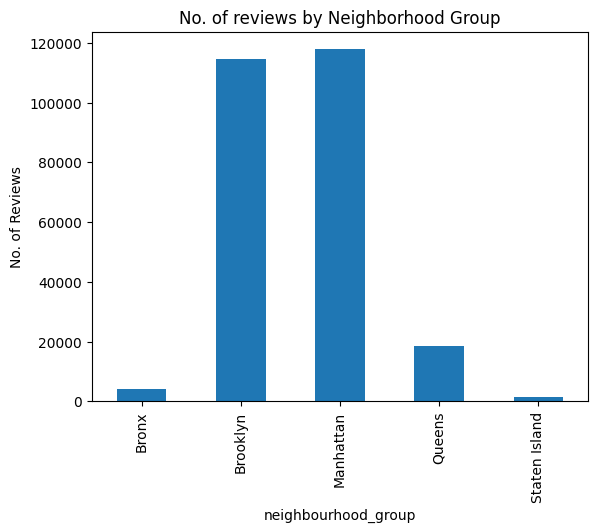 No. of reviews by Neighborhood Group
120000
100000
80000
60000
40000
20000
0
No. of Reviews
Bronx
Brooklyn
Manhattan
Queens
Staten Island
neighbourhood_group